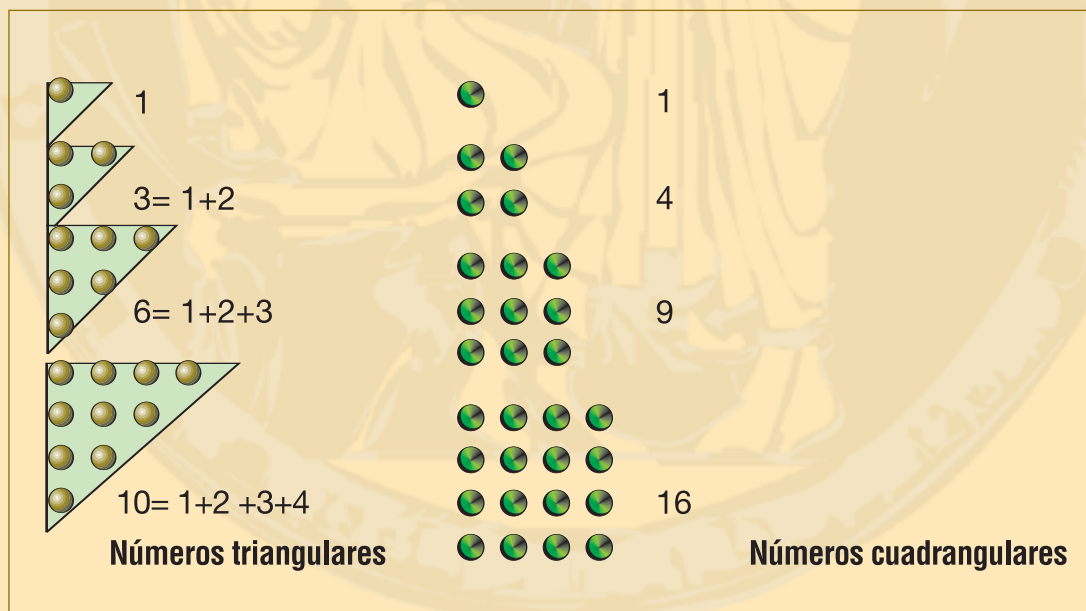 1
3= 1+2
6= 1+2+3
10= 1+2 +3+4
Números triangulares
1
4
9
16
Números cuadrangulares